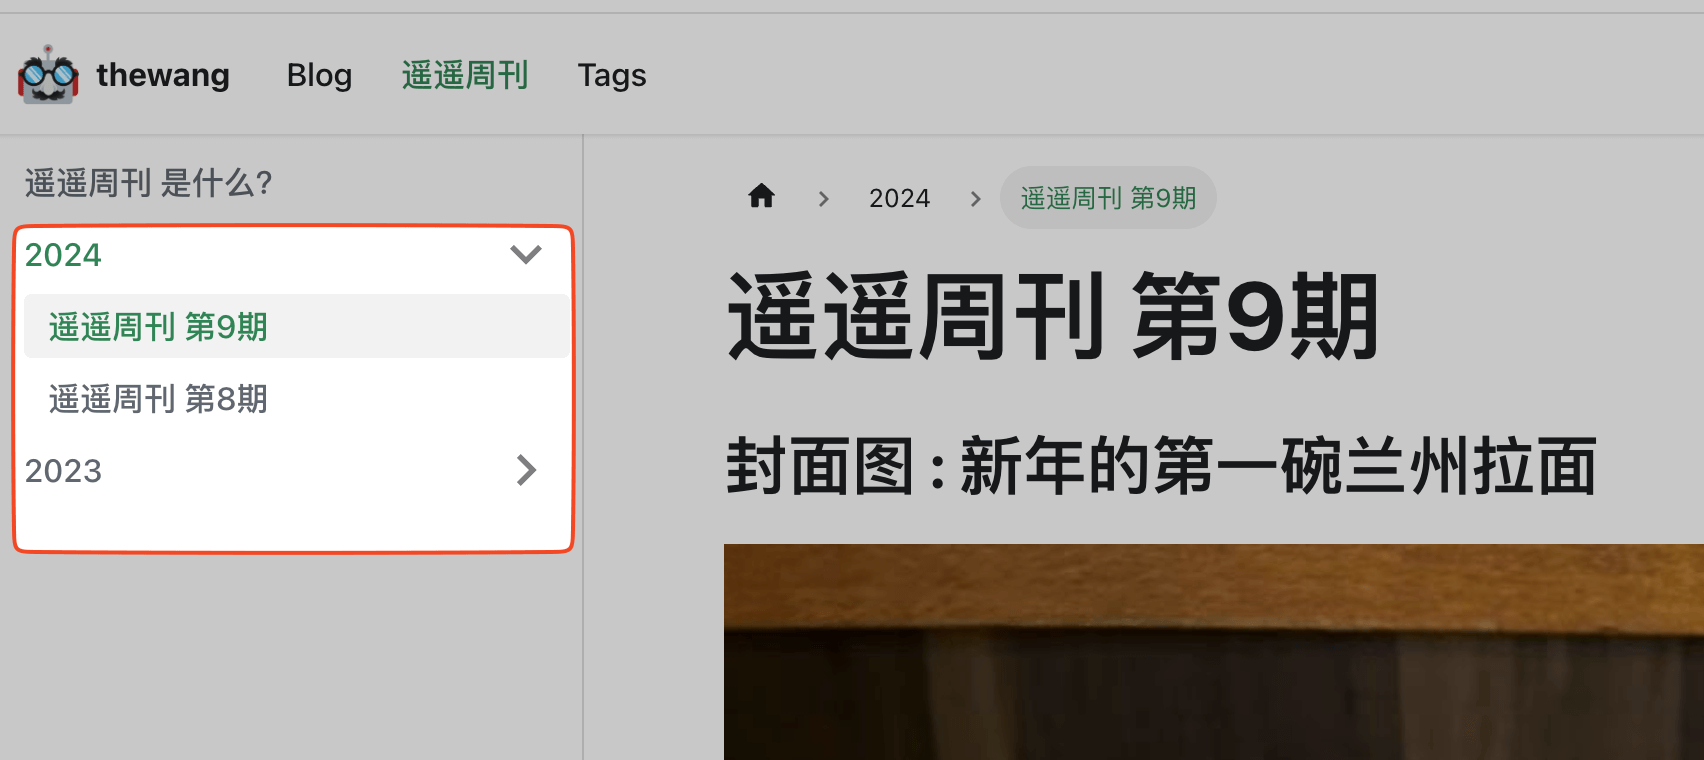 thewang Blog 遥遥周刊 Tags
遥遥周刊 是什么?
2024
遥遥周刊 第9期
遥遥周刊 第8期
2023
2024 遥遥周刊 第9期
遥遥周刊 第9期
封面图：新年的第一碗兰州拉面